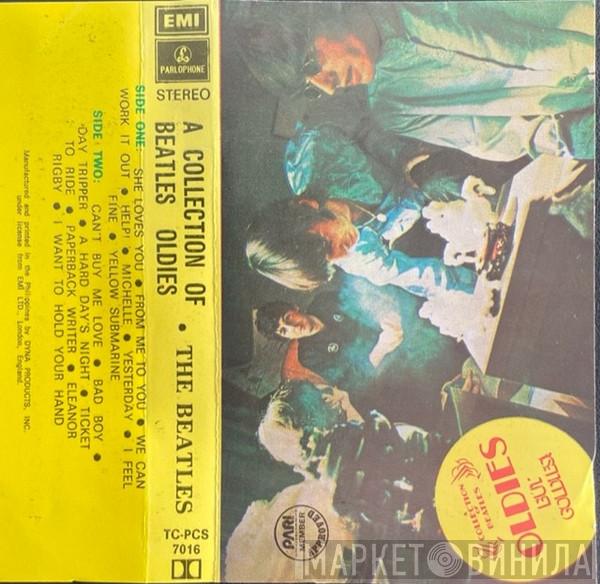 EMI
PARLOPHONE
STEREO
A COLLECTION OF
BEATLES OLDIES
• THE BEATLES
TC-PCS
7016
SIDE ONE: SHE LOVES YOU • FROM ME TO YOU • WE CAN
WORK IT OUT • HELP! • MICHELLE • YESTERDAY • I FEEL
FINE • YELLOW SUBMARINE
SIDE TWO: CAN'T BUY ME LOVE • BAD BOY •
DAY TRIPPER • A HARD DAY'S NIGHT • TICKET
TO RIDE • PAPERBACK WRITER • ELEANOR
RIGBY • I WANT TO HOLD YOUR HAND
Manufactured and printed in the Philippines by DYNA PRODUCTS, INC.
under license from EMI LTD., London, England.
COLLECTION
BEATLES
OLDIES
BUT
GOLDIES!
MEMBER
МАРКЕТ ВИНИЛА